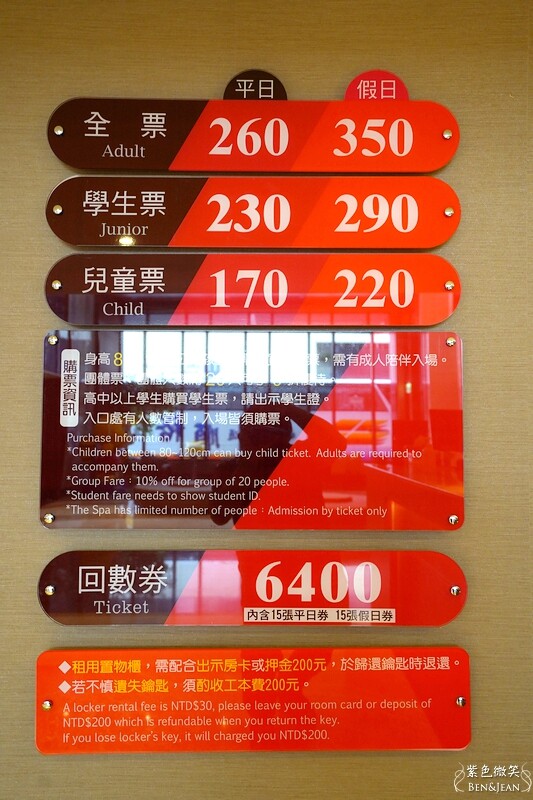 平日 假日
全票 260 350
Adult
學生票 230 290
Junior
兒童票 170 220
Child
購票資訊
身高8 需有成人陪伴入場。
團體票
高中以上學生購買學生票，請出示學生證。
入口處有人數管制，入場皆須購票。
Purchase Information
*Children between 80~120cm can buy child ticket. Adults are required to
accompany them.
*Group Fare：10% off for group of 20 people.
*Student fare needs to show student ID.
*The Spa has limited number of people：Admission by ticket only
回數券 6400
Ticket 內含15張平日券 15張假日券
◆租用置物櫃，需配合出示房卡或押金200元，於歸還鑰匙時退還。
◆若不慎遺失鑰匙，須酌收工本費200元。
A locker rental fee is NTD$30, please leave your room card or deposit of
NTD$200 which is refundable when you return the key.
If you lose locker's key, it will charged you NTD$200.
紫色微笑
BEN&JEAN